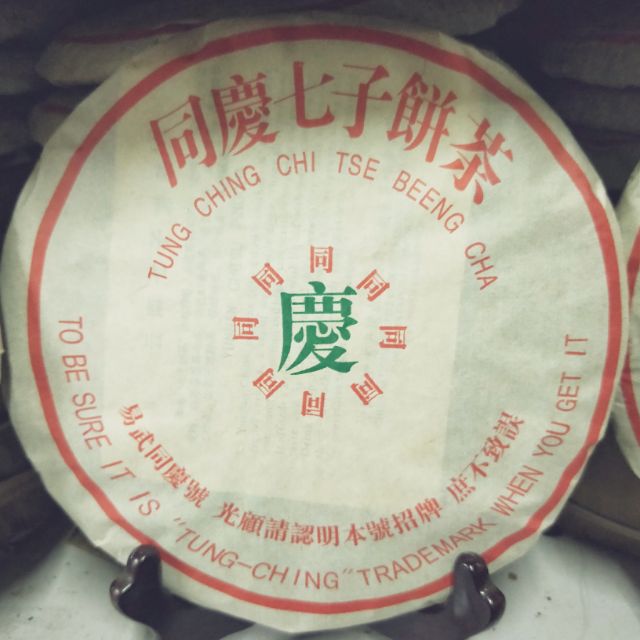 同慶七子餅茶
TUNG CHING CHI TSE BEENG CHA
同 同 同 同 同 同 同 同
慶
易武同慶號 光顧請認明本號招牌 庶不致誤
TO BE SURE IT IS "TUNG-CHING" TRADEMARK WHEN YOU GET IT